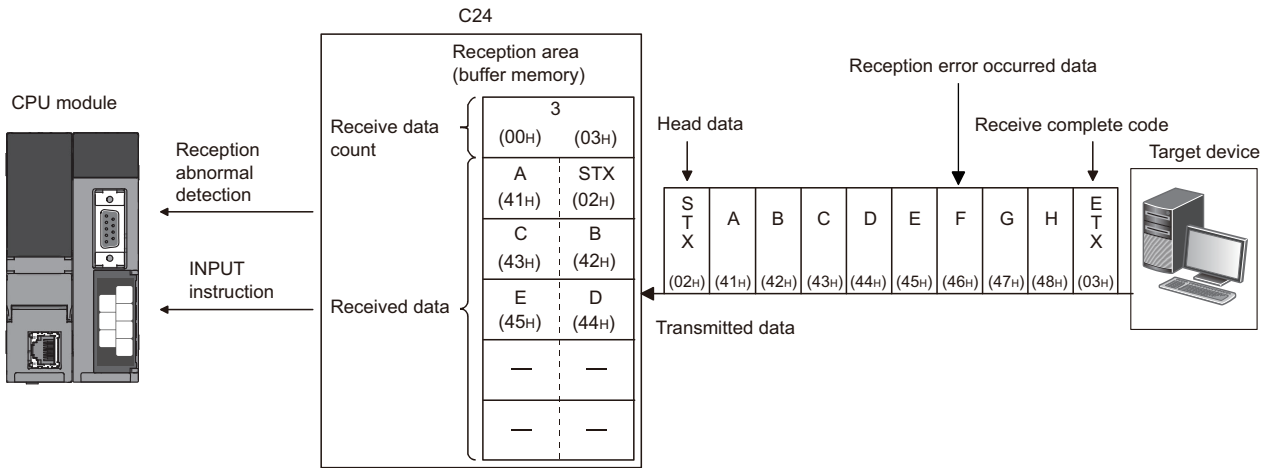 C24
Reception area
(buffer memory)
Reception error occurred data
CPU module
3
(00H) (03H)
Receive data
count
Head data
Receive complete code
Target device
Reception
abnormal
detection
A STX
(41H) (02H)
C B
(43H) (42H)
E D
(45H) (44H)
— —
— —
INPUT
instruction
Received data
STX A B C D E F G H ETX
(02H) (41H) (42H) (43H) (44H) (45H) (46H) (47H) (48H) (03H)
Transmitted data